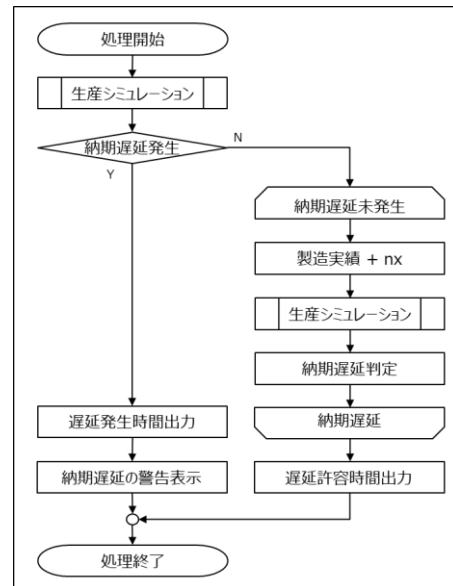 処理開始
生産シミュレーション
納期遅延発生
N
Y
納期遅延未発生
製造実績 + nx
生産シミュレーション
納期遅延判定
納期遅延
遅延発生時間出力
遅延許容時間出力
納期遅延の警告表示
処理終了